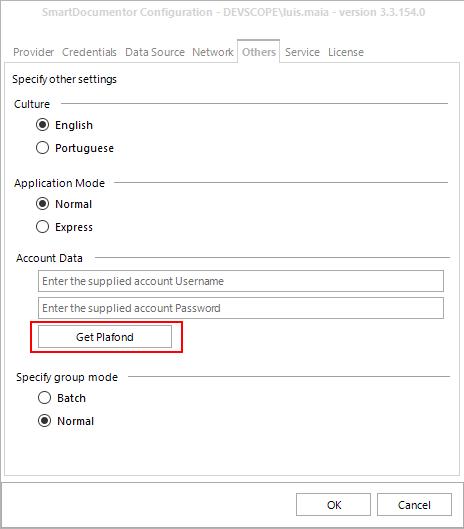 SmartDocumentor Configuration - DEVSCOPE\luis.maia - version 3.3.154.0
Provider Credentials Data Source Network Others Service License
Specify other settings
Culture
English
Portuguese
Application Mode
Normal
Express
Account Data
Enter the supplied account Username
Enter the supplied account Password
Get Plafond
Specify group mode
Batch
Normal
OK Cancel